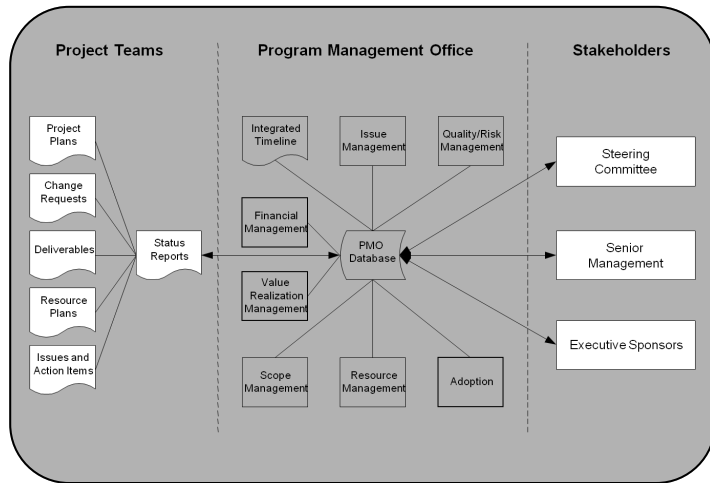 Project Teams
Program Management Office
Stakeholders
Project
Plans
Change
Requests
Deliverables
Resource
Plans
Issues and
Action Items
Status
Reports
Integrated
Timeline
Issue
Management
Quality/Risk
Management
Financial
Management
Value
Realization
Management
PMO
Database
Scope
Management
Resource
Management
Adoption
Steering
Committee
Senior
Management
Executive Sponsors